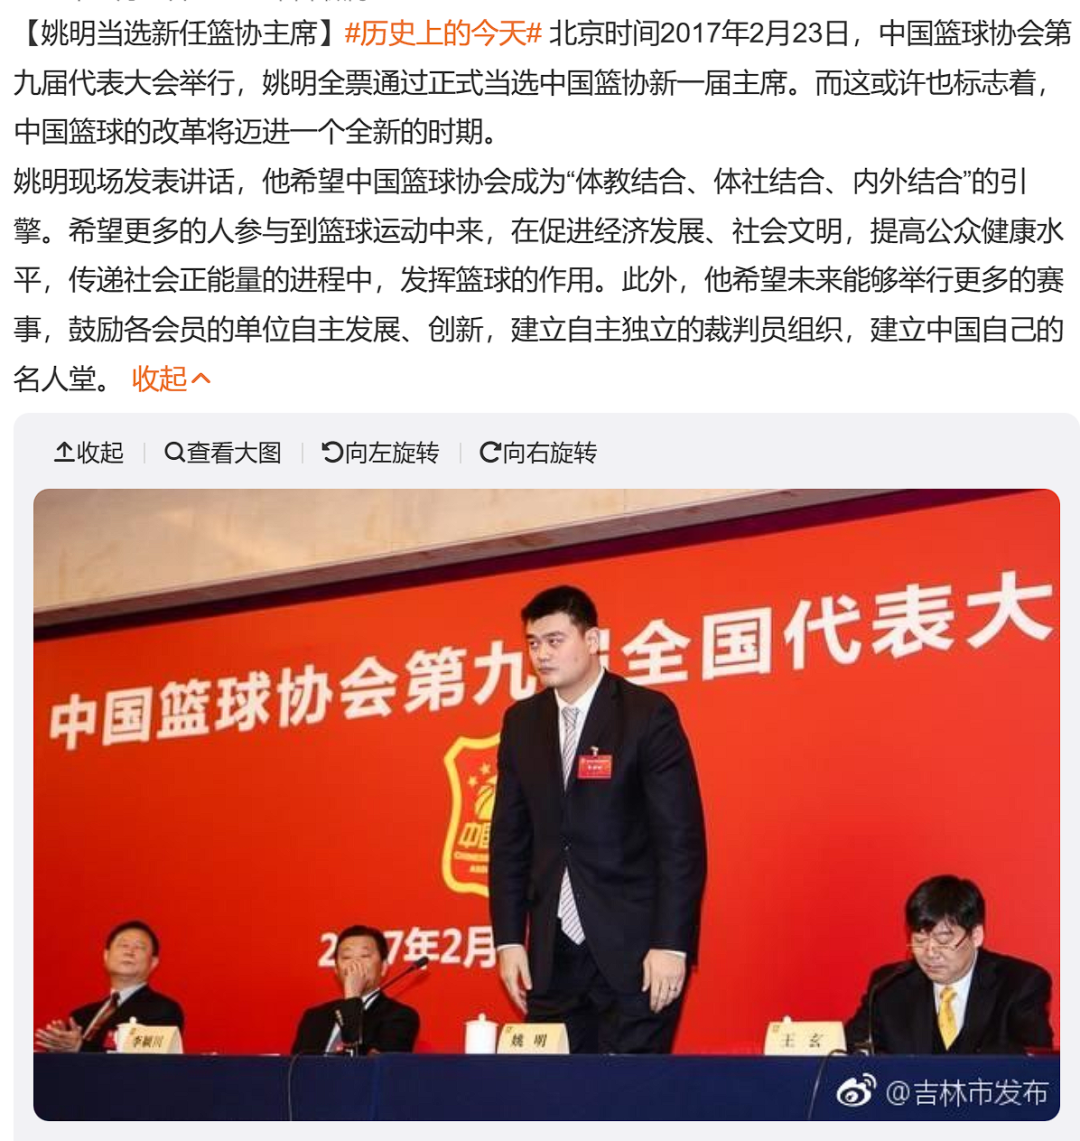 【姚明当选新任篮协主席】#历史上的今天# 北京时间2017年2月23日，中国篮球协会第
九届代表大会举行，姚明全票通过正式当选中国篮协新一届主席。而这或许也标志着，
中国篮球的改革将迈进一个全新的时期。
姚明现场发表讲话，他希望中国篮球协会成为“体教结合、体社结合、内外结合”的引
擎。希望更多的人参与到篮球运动中来，在促进经济发展、社会文明，提高公众健康水
平，传递社会正能量的进程中，发挥篮球的作用。此外，他希望未来能够举行更多的赛
事，鼓励各会员的单位自主发展、创新，建立自主独立的裁判员组织，建立中国自己的
名人堂。 收起
收起 查看大图 向左旋转 向右旋转
中国篮球协会第九 全国代表大
中
2 7年2月
李颖川
姚 明
王 玄
@吉林市发布